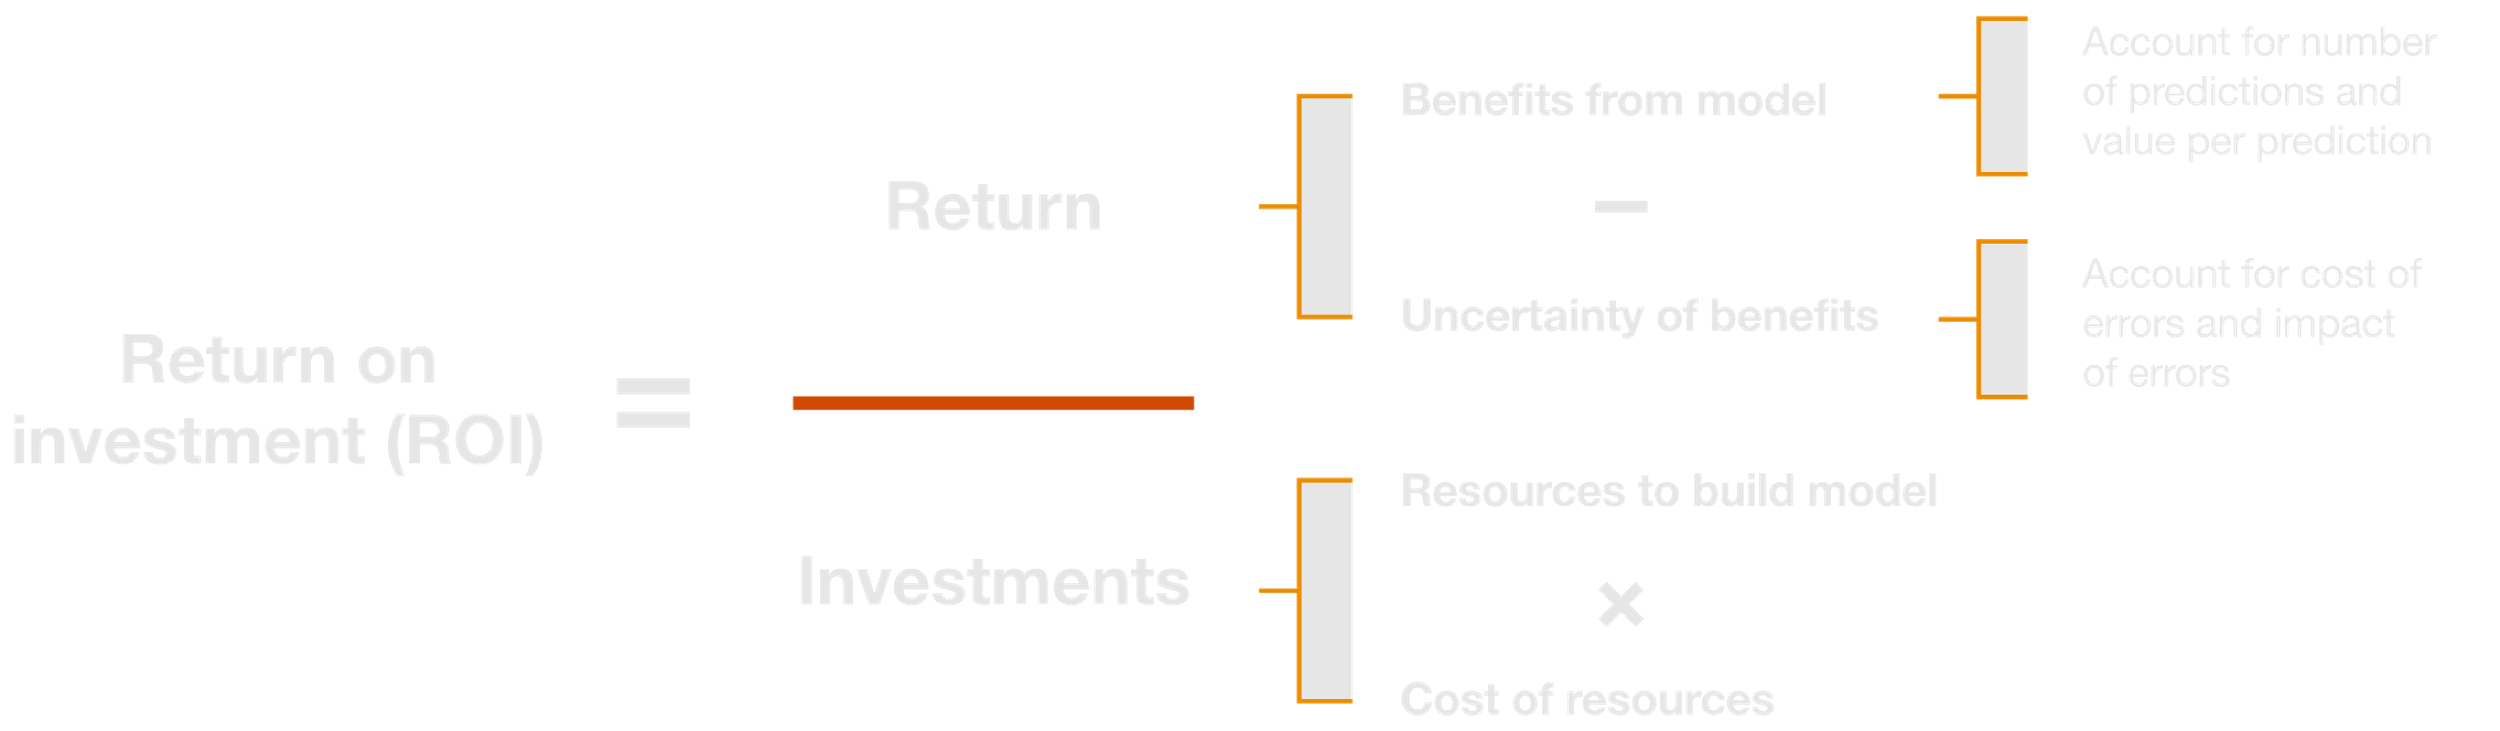 Return on
investment (ROI)
=
Return
Investments
Benefits from model
–
Uncertainty of benefits
Resources to build model
×
Cost of resources
Account for number
of predictions and
value per prediction
Account for cost of
errors and impact
of errors